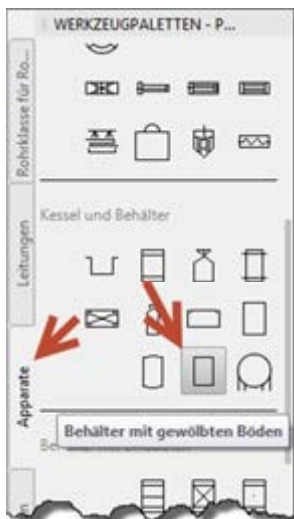 WERKZEUGPALETTEN - P...
Rohrklasse für Ro...
Leitungen
Kessel und Behälter
Apparate
Behälter mit gewölbten Böden